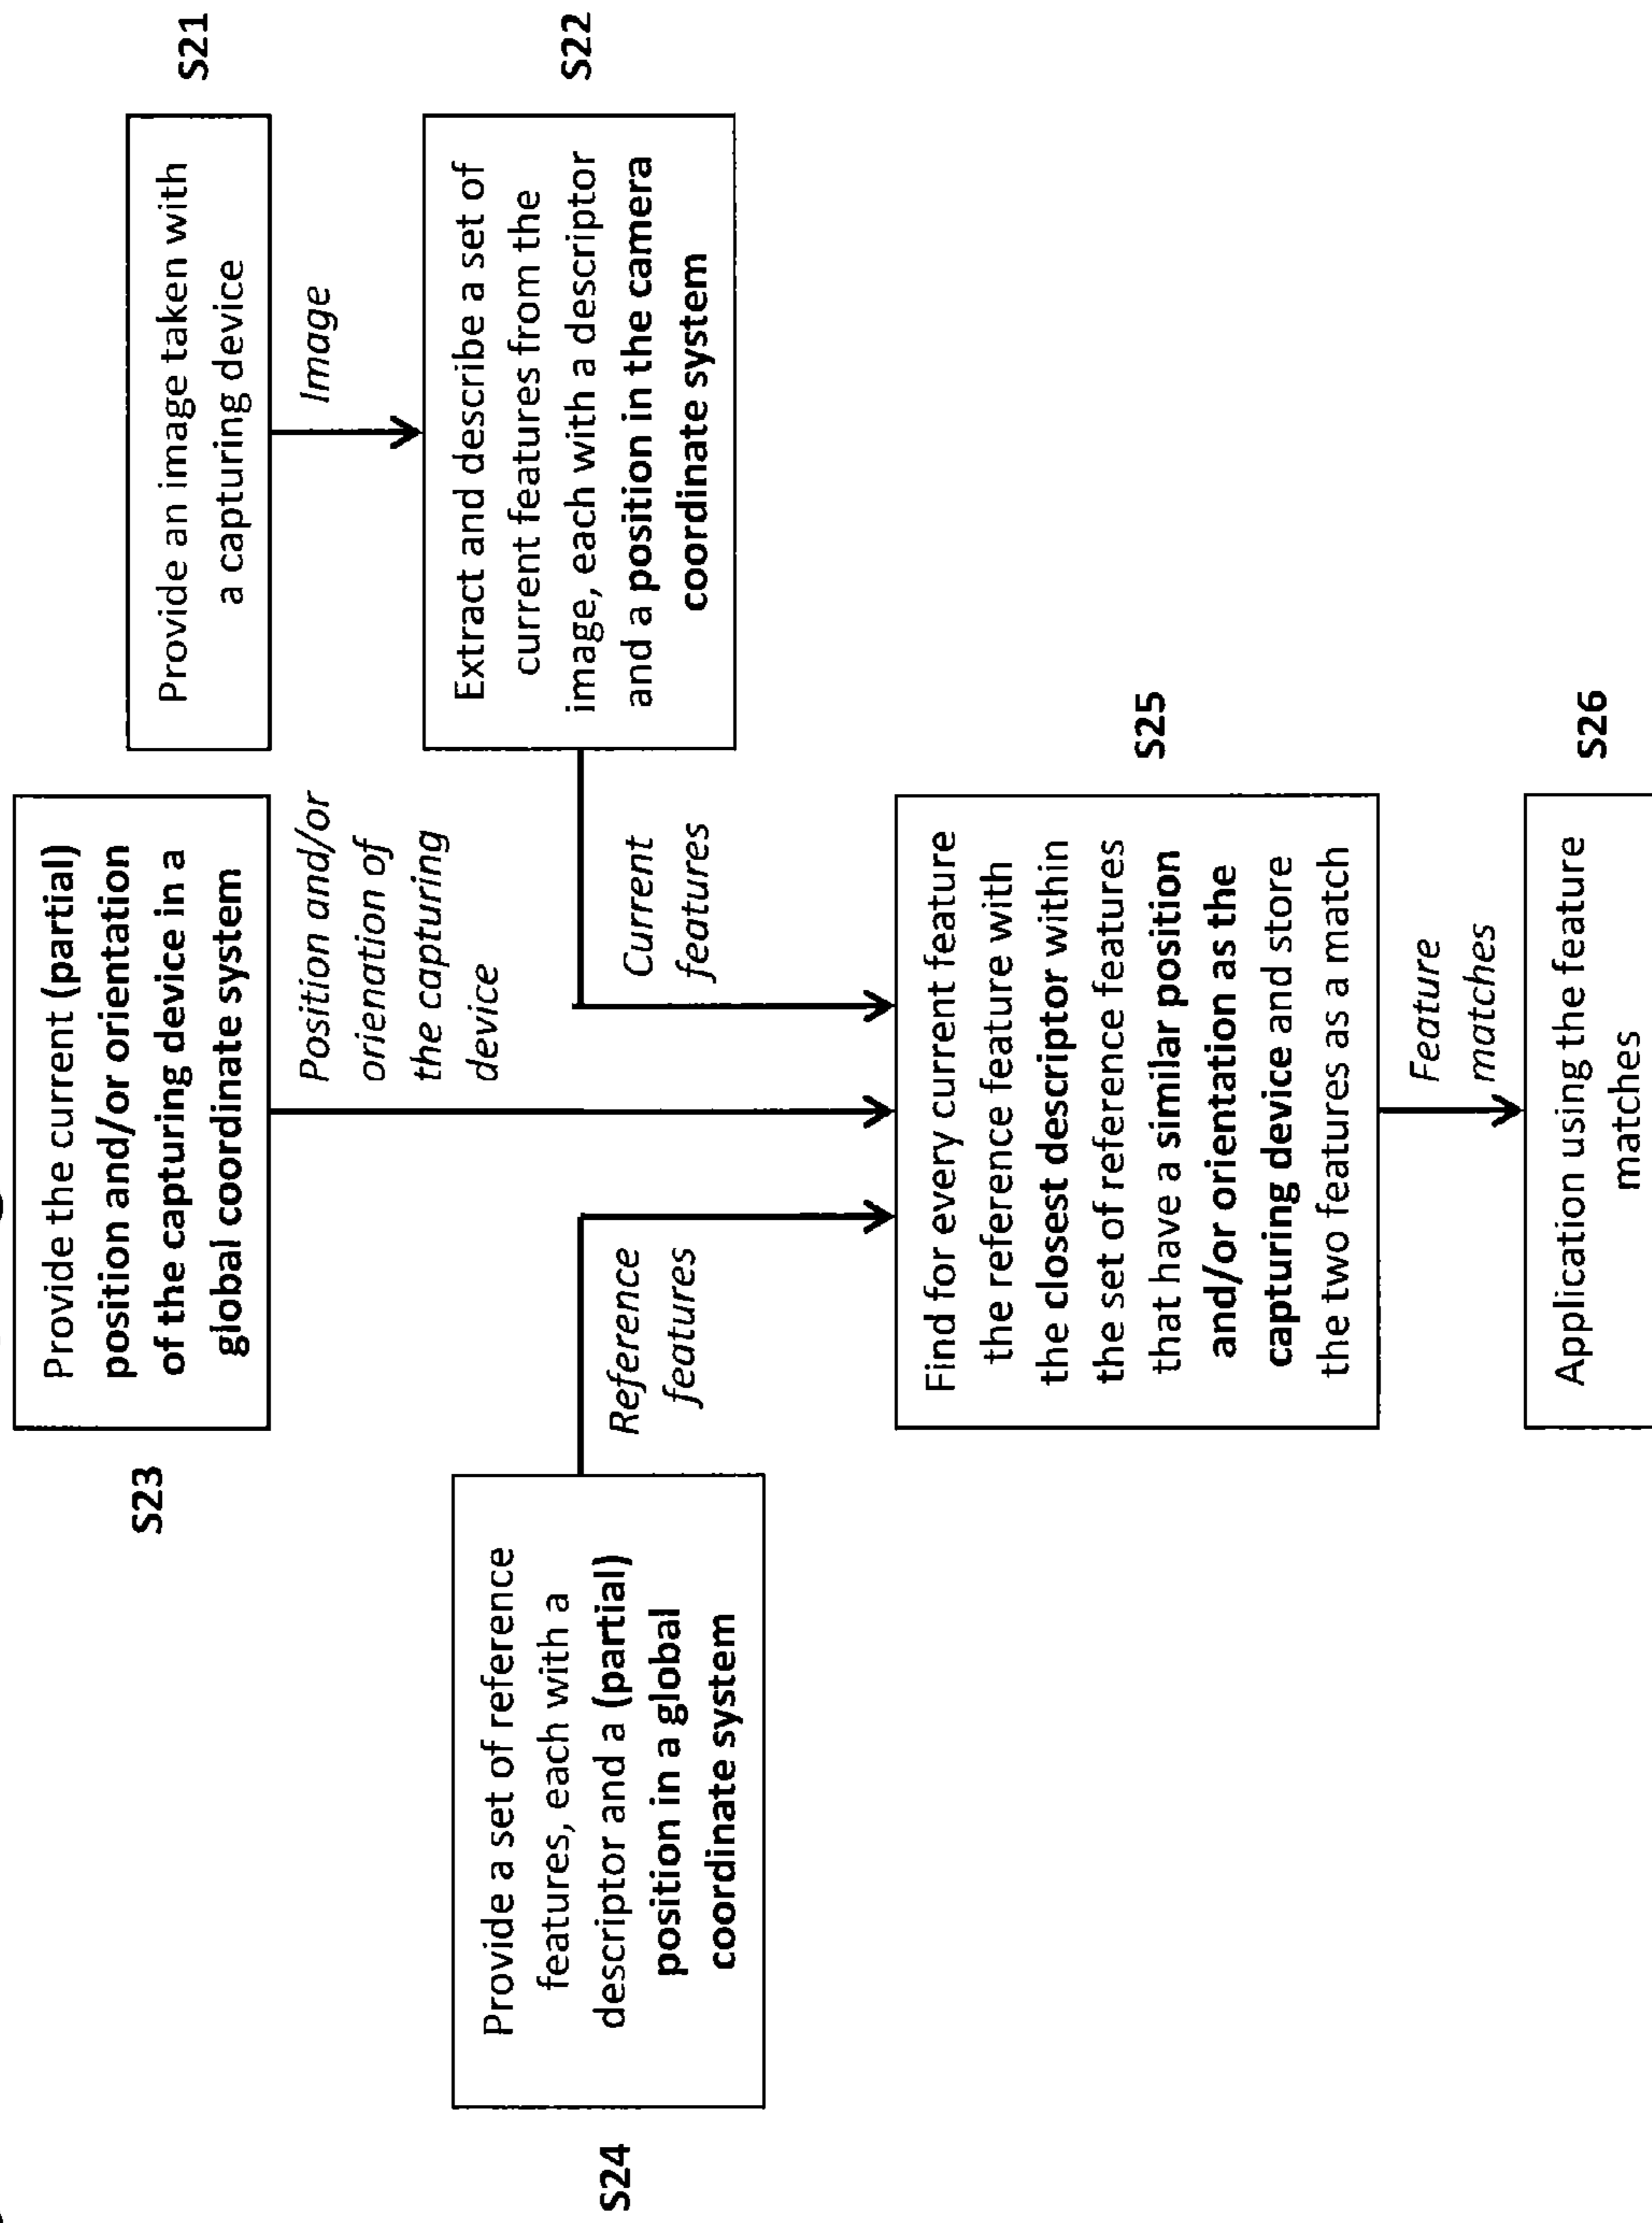 S23
Provide the current (partial)
position and/or orientation
of the capturing device in a
global coordinate system
Provide an image taken with
a capturing device
S21
Position and/or
orienation of
the capturing
device
Image
S24
Provide a set of reference
features, each with a
descriptor and a (partial)
position in a global
coordinate system
Extract and describe a set of
current features from the
image, each with a descriptor
and a position in the camera
coordinate system
S22
Reference
features
Current
features
Find for every current feature
the reference feature with
the closest descriptor within
the set of reference features
that have a similar position
and/or orientation as the
capturing device and store
the two features as a match
S25
Feature
matches
Application using the feature
matches
S26